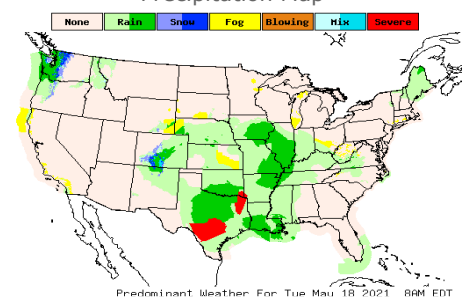 Precipitation Map
None Rain Snow Fog Blowing Mix Severe
Predominant Weather For Tue May 18 2021 8AM EDT